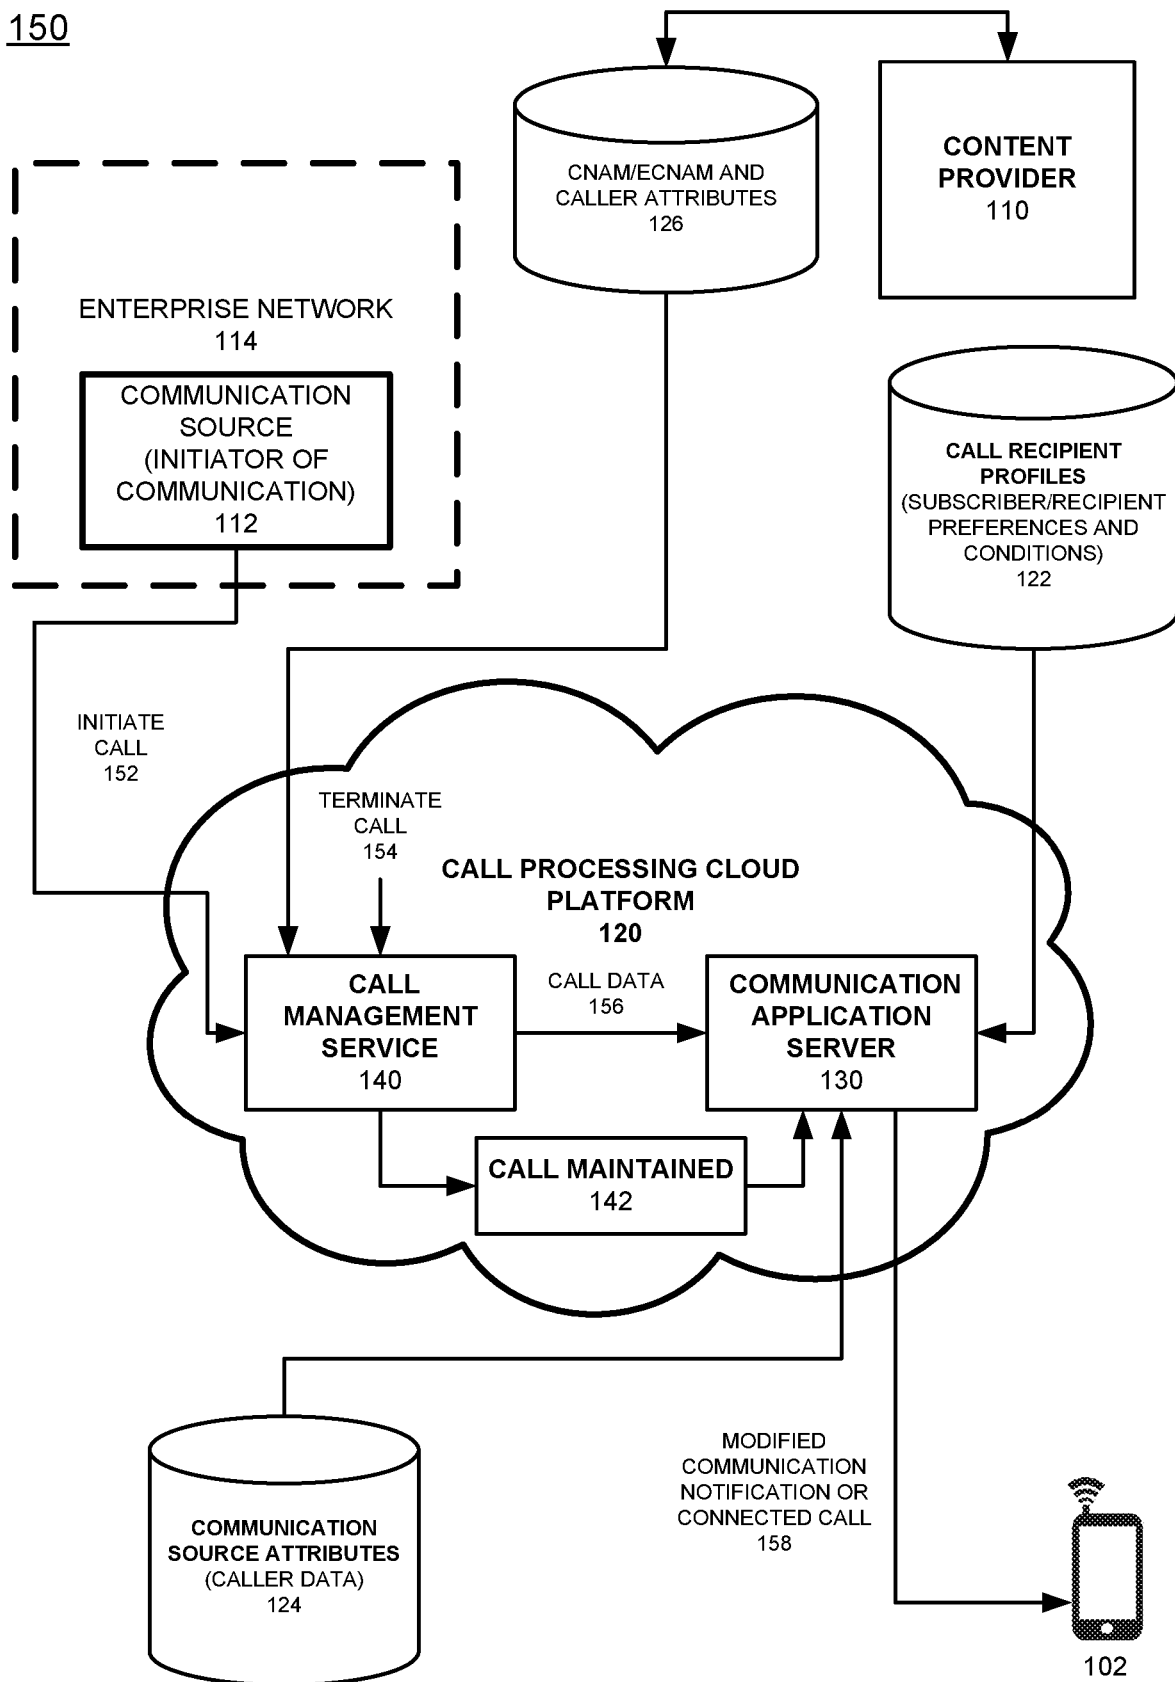 150
CNAM/ECNAM AND
CALLER ATTRIBUTES
126
CONTENT
PROVIDER
110
ENTERPRISE NETWORK
114
COMMUNICATION
SOURCE
(INITIATOR OF
COMMUNICATION)
112
CALL RECIPIENT
PROFILES
(SUBSCRIBER/RECIPIENT
PREFERENCES AND
CONDITIONS)
122
INITIATE
CALL
152
TERMINATE
CALL
154
CALL PROCESSING CLOUD
PLATFORM
120
CALL
MANAGEMENT
SERVICE
140
CALL DATA
156
COMMUNICATION
APPLICATION
SERVER
130
CALL MAINTAINED
142
COMMUNICATION
SOURCE ATTRIBUTES
(CALLER DATA)
124
MODIFIED
COMMUNICATION
NOTIFICATION OR
CONNECTED CALL
158
102